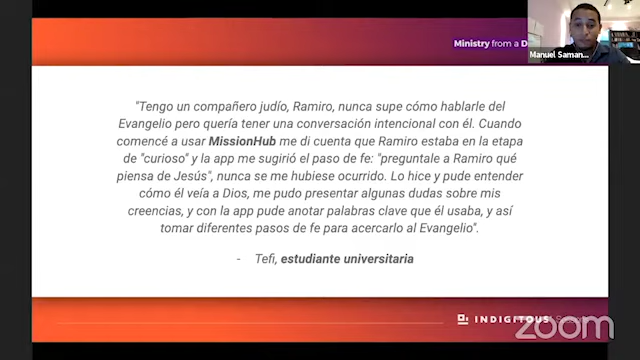 Ministry from a D
Manuel Saman...
"Tengo un compañero judío, Ramiro, nunca supe cómo hablarle del
Evangelio pero quería tener una conversación intencional con él. Cuando
comencé a usar MissionHub me di cuenta que Ramiro estaba en la etapa
de "curioso" y la app me sugirió el paso de fe: "preguntale a Ramiro qué
piensa de Jesús", nunca se me hubiese ocurrido. Lo hice y pude entender
cómo él veía a Dios, me pudo presentar algunas dudas sobre mis
creencias, y con la app pude anotar palabras clave que él usaba, y así
tomar diferentes pasos de fe para acercarlo al Evangelio".
- Tefi, estudiante universitaria
INDIGITOUS
zoom